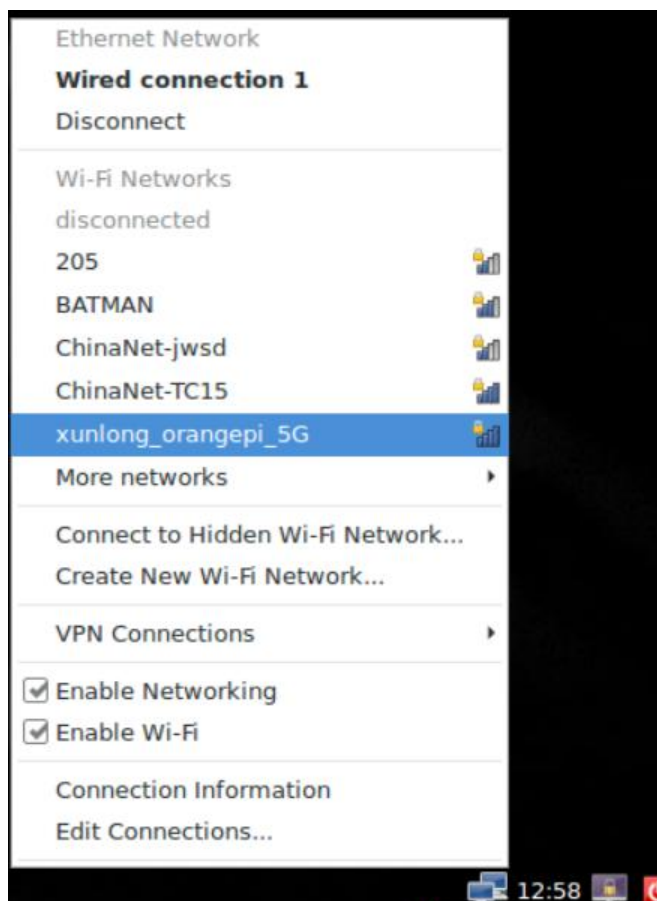 Ethernet Network
Wired connection 1
Disconnect
Wi-Fi Networks
disconnected
205
BATMAN
ChinaNet-jwsd
ChinaNet-TC15
xunlong_orangepi_5G
More networks
Connect to Hidden Wi-Fi Network...
Create New Wi-Fi Network...
VPN Connections
Enable Networking
Enable Wi-Fi
Connection Information
Edit Connections...
12:58